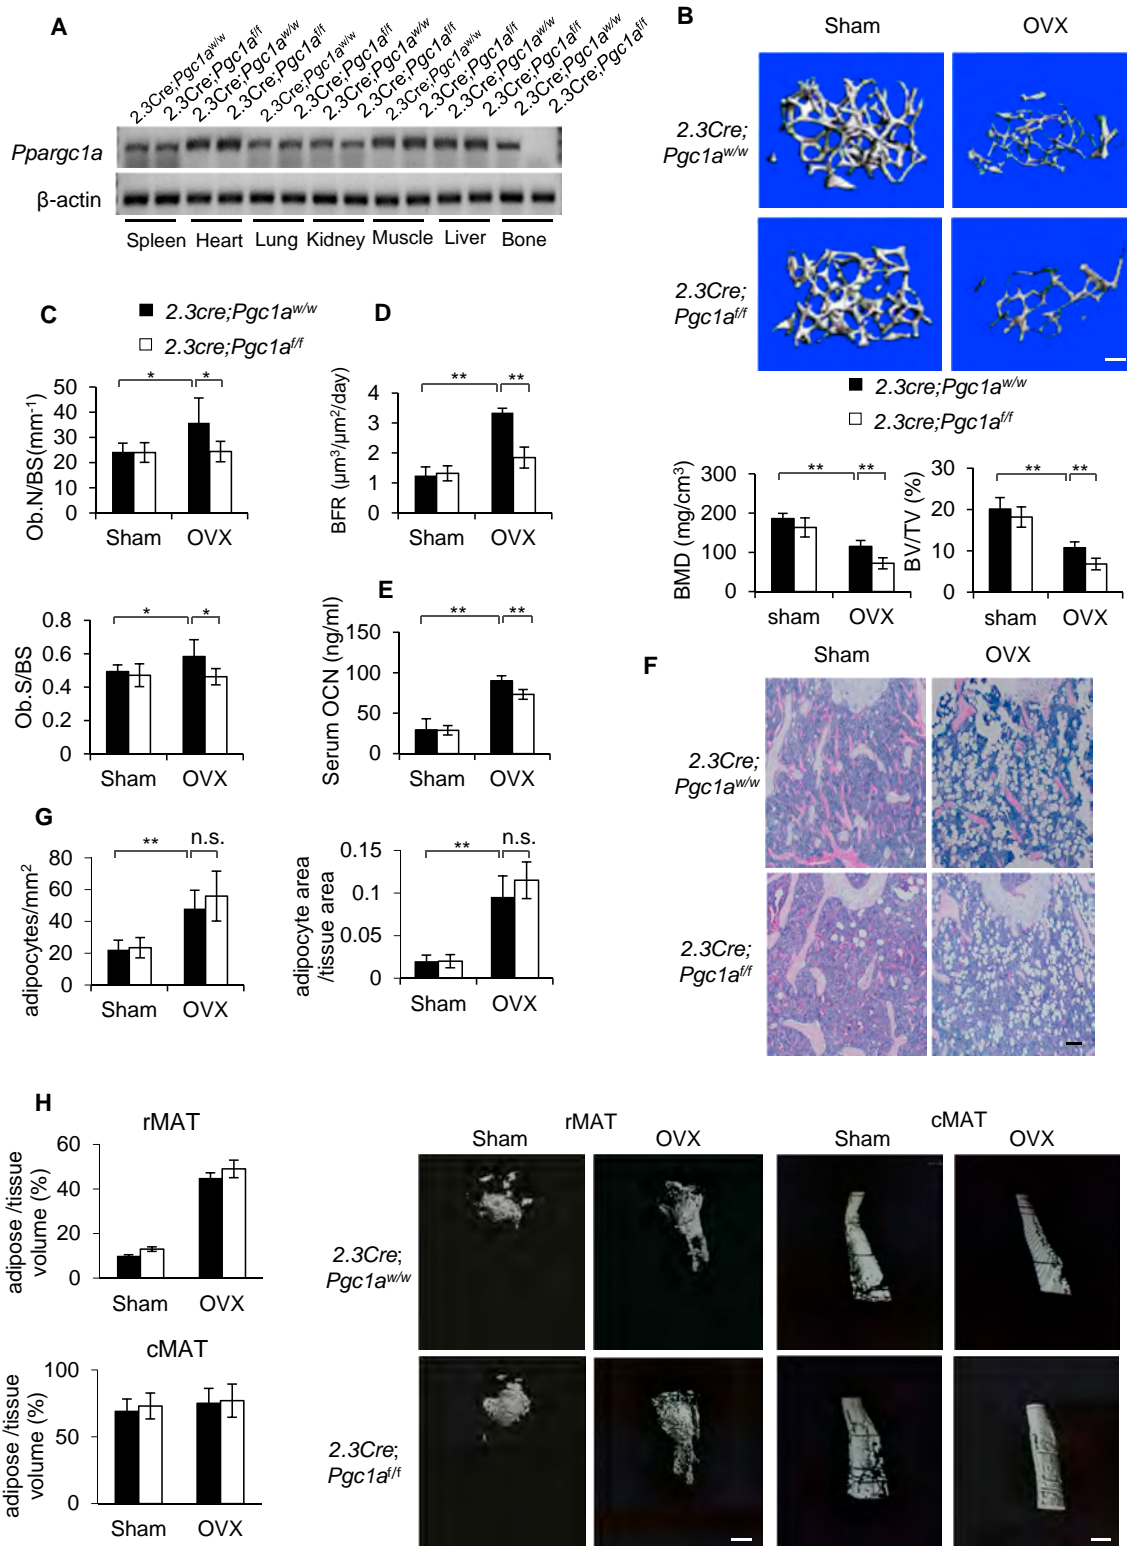 A
2.3Cre;Pgc1a^w/w
2.3Cre;Pgc1a^f/f
2.3Cre;Pgc1a^w/w
2.3Cre;Pgc1a^f/f
2.3Cre;Pgc1a^w/w
2.3Cre;Pgc1a^f/f
2.3Cre;Pgc1a^w/w
2.3Cre;Pgc1a^f/f
2.3Cre;Pgc1a^w/w
2.3Cre;Pgc1a^f/f
2.3Cre;Pgc1a^w/w
2.3Cre;Pgc1a^f/f
2.3Cre;Pgc1a^w/w
2.3Cre;Pgc1a^f/f
Ppargc1a
β-actin
Spleen Heart Lung Kidney Muscle Liver Bone
B
Sham OVX
2.3Cre;
Pgc1a^w/w
2.3Cre;
Pgc1a^f/f
2.3cre;Pgc1a^w/w
2.3cre;Pgc1a^f/f
BMD (mg/cm³)
300
200
100
0
** **
sham OVX
BV/TV (%)
30
20
10
0
** **
sham OVX
C
2.3cre;Pgc1a^w/w
2.3cre;Pgc1a^f/f
Ob.N/BS(mm⁻¹)
50
40
30
20
10
0
* *
Sham OVX
Ob.S/BS
0.8
0.6
0.4
0.2
0
* *
Sham OVX
D
BFR (μm³/μm²/day)
4
3
2
1
0
** **
Sham OVX
E
Serum OCN (ng/ml)
150
100
50
0
** **
Sham OVX
F
Sham OVX
2.3Cre;
Pgc1a^w/w
2.3Cre;
Pgc1a^f/f
G
adipocytes/mm²
80
60
40
20
0
** n.s.
Sham OVX
adipocyte area
/tissue area
0.15
0.1
0.05
0
** n.s.
Sham OVX
H
rMAT
adipose /tissue
volume (%)
60
40
20
0
Sham OVX
cMAT
adipose /tissue
volume (%)
100
50
0
Sham OVX
rMAT cMAT
Sham OVX Sham OVX
2.3Cre;
Pgc1a^w/w
2.3Cre;
Pgc1a^f/f